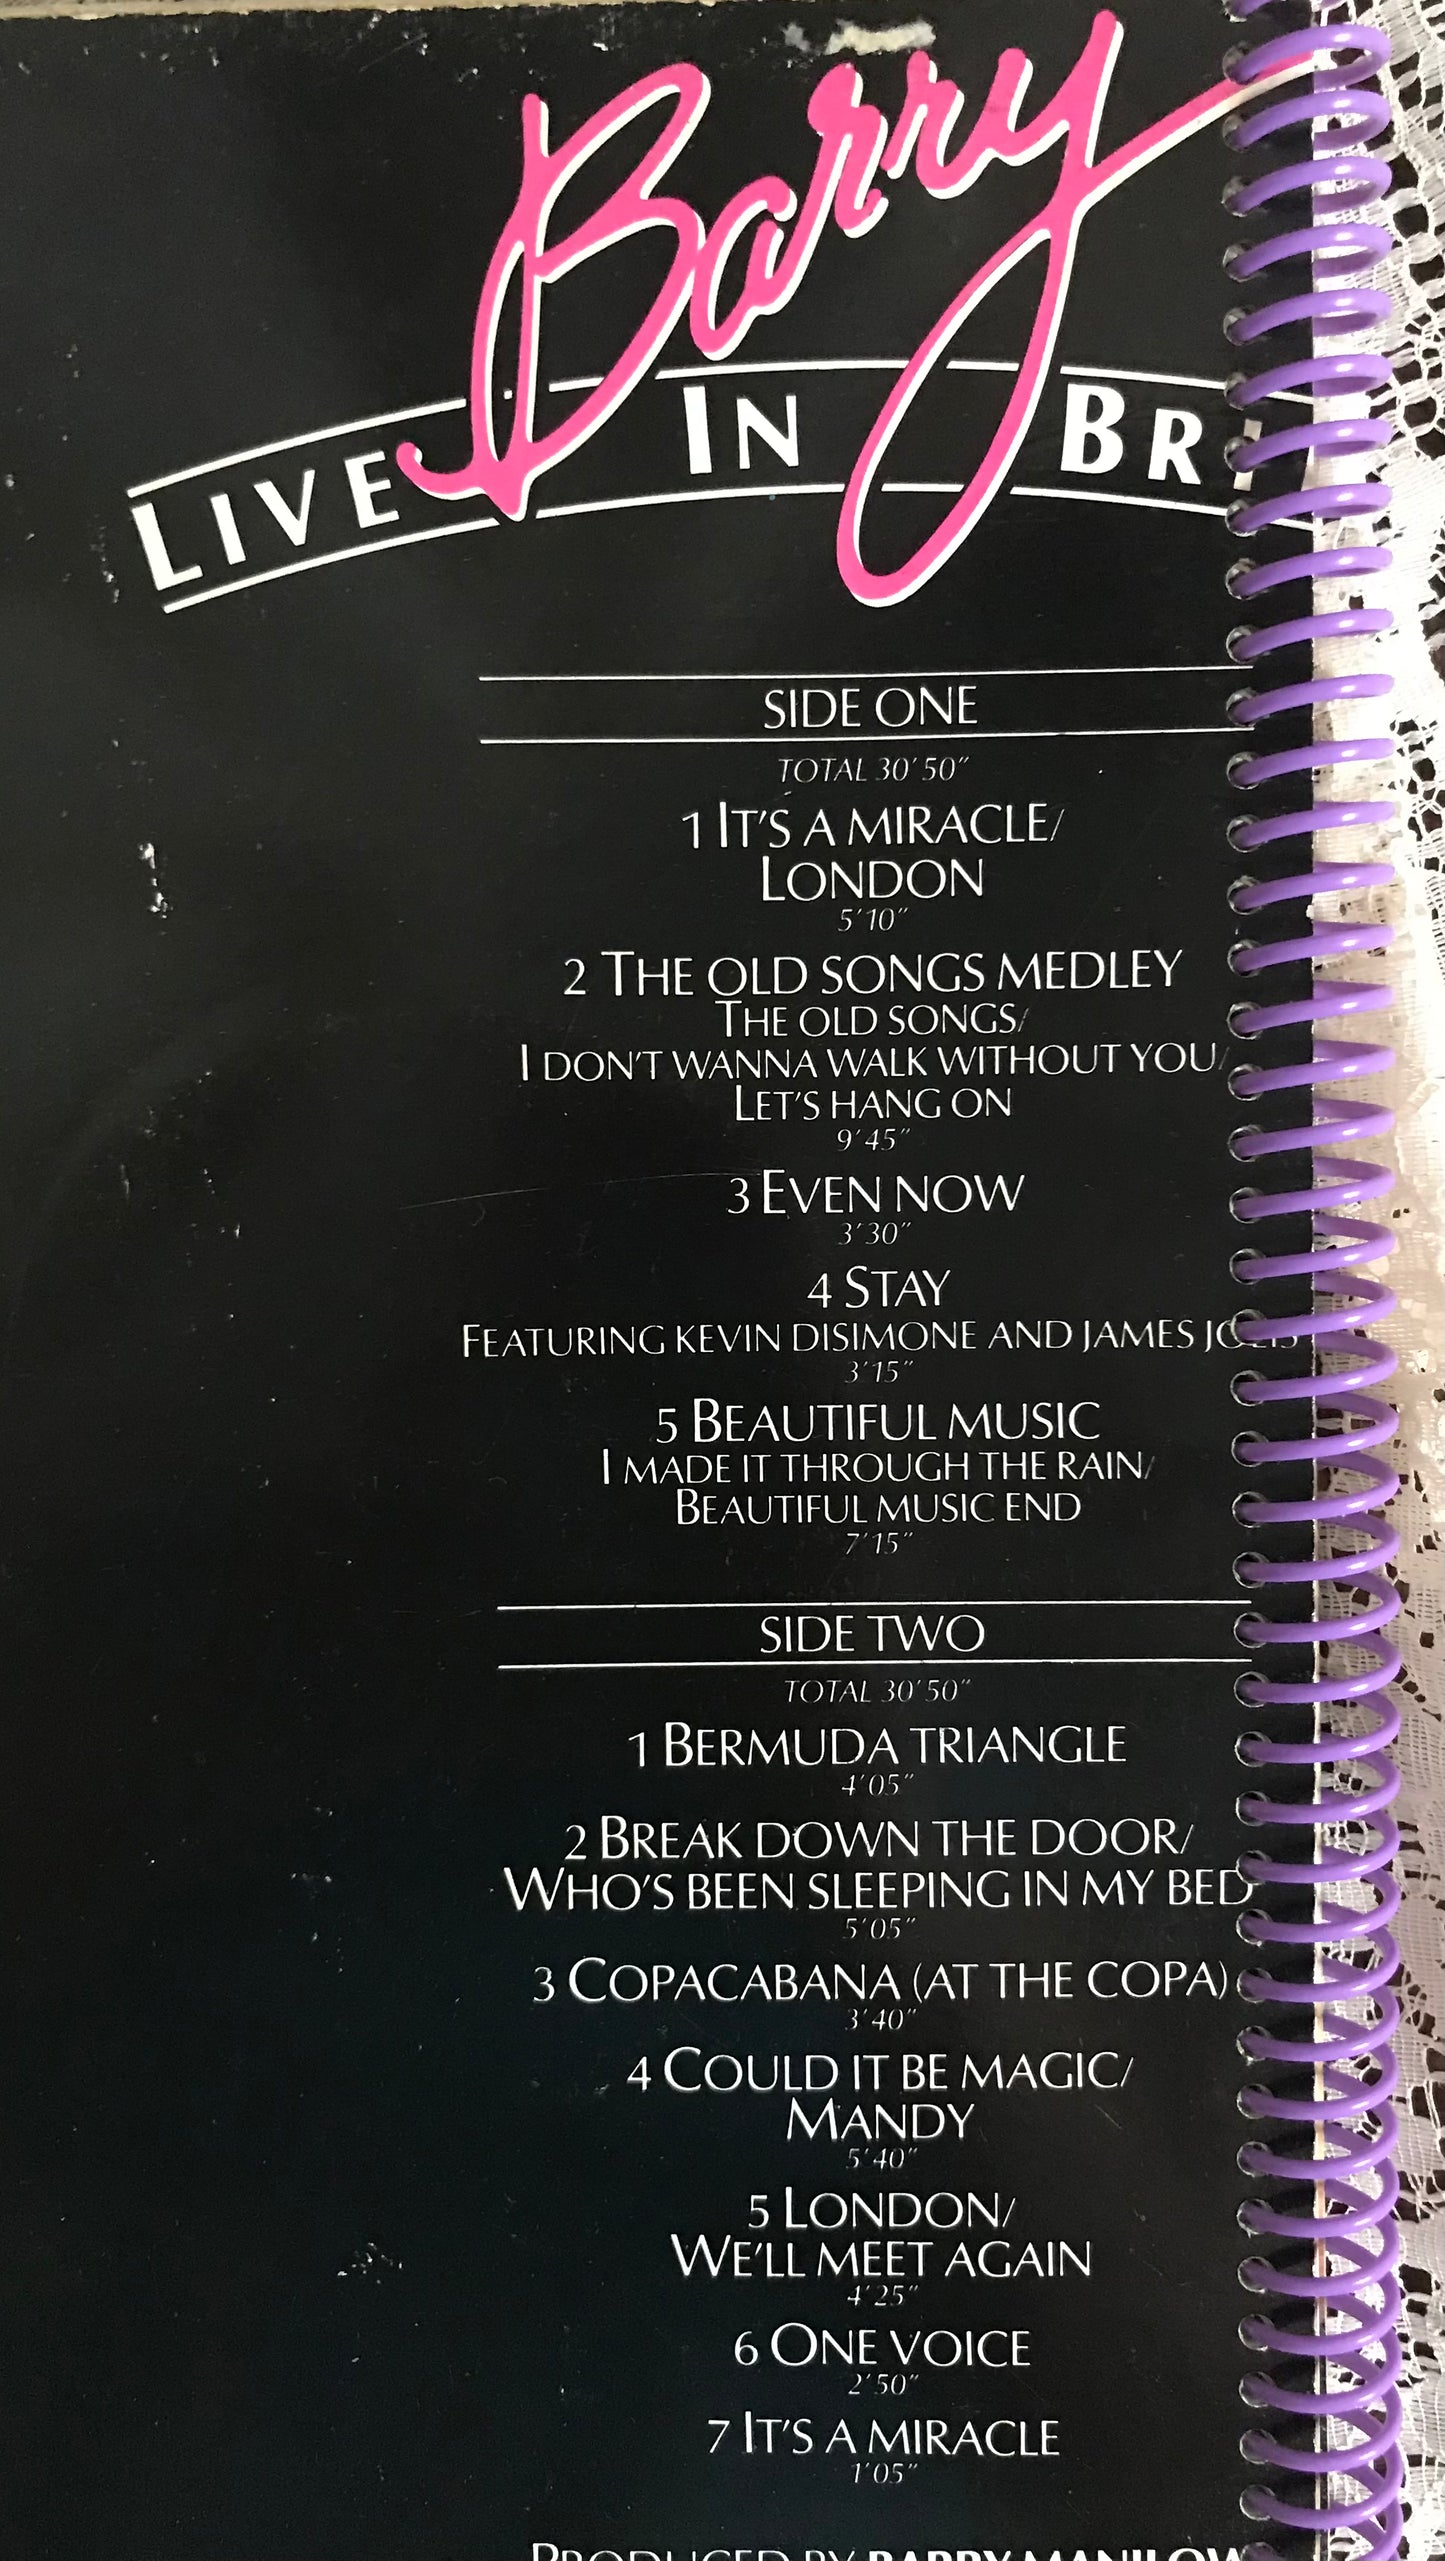 Barry
LIVE IN
SIDE ONE
TOTAL 30'50"
1 IT'S A MIRACLE/
LONDON
5'10"
2 THE OLD SONGS MEDLEY
THE OLD SONGS/
I DON'T WANNA WALK WITHOUT YOU/
LET'S HANG ON
9'45"
3 EVEN NOW
3'30"
4 STAY
FEATURING KEVIN DISIMONE AND JAMES
3'15"
5 BEAUTIFUL MUSIC
I MADE IT THROUGH THE RAIN/
BEAUTIFUL MUSIC END
7'15"
SIDE TWO
TOTAL 30'50"
1 BERMUDA TRIANGLE
4'05"
2 BREAK DOWN THE DOOR/
WHO'S BEEN SLEEPING IN MY BED
5'05"
3 COPACABANA (AT THE COPA)
3'40"
4 COULD IT BE MAGIC/
MANDY
5'40"
5 LONDON/
WE'LL MEET AGAIN
4'25"
6 ONE VOICE
2'50"
7 IT'S A MIRACLE
1'05"
PRODUCED BY BARRY MANILOW